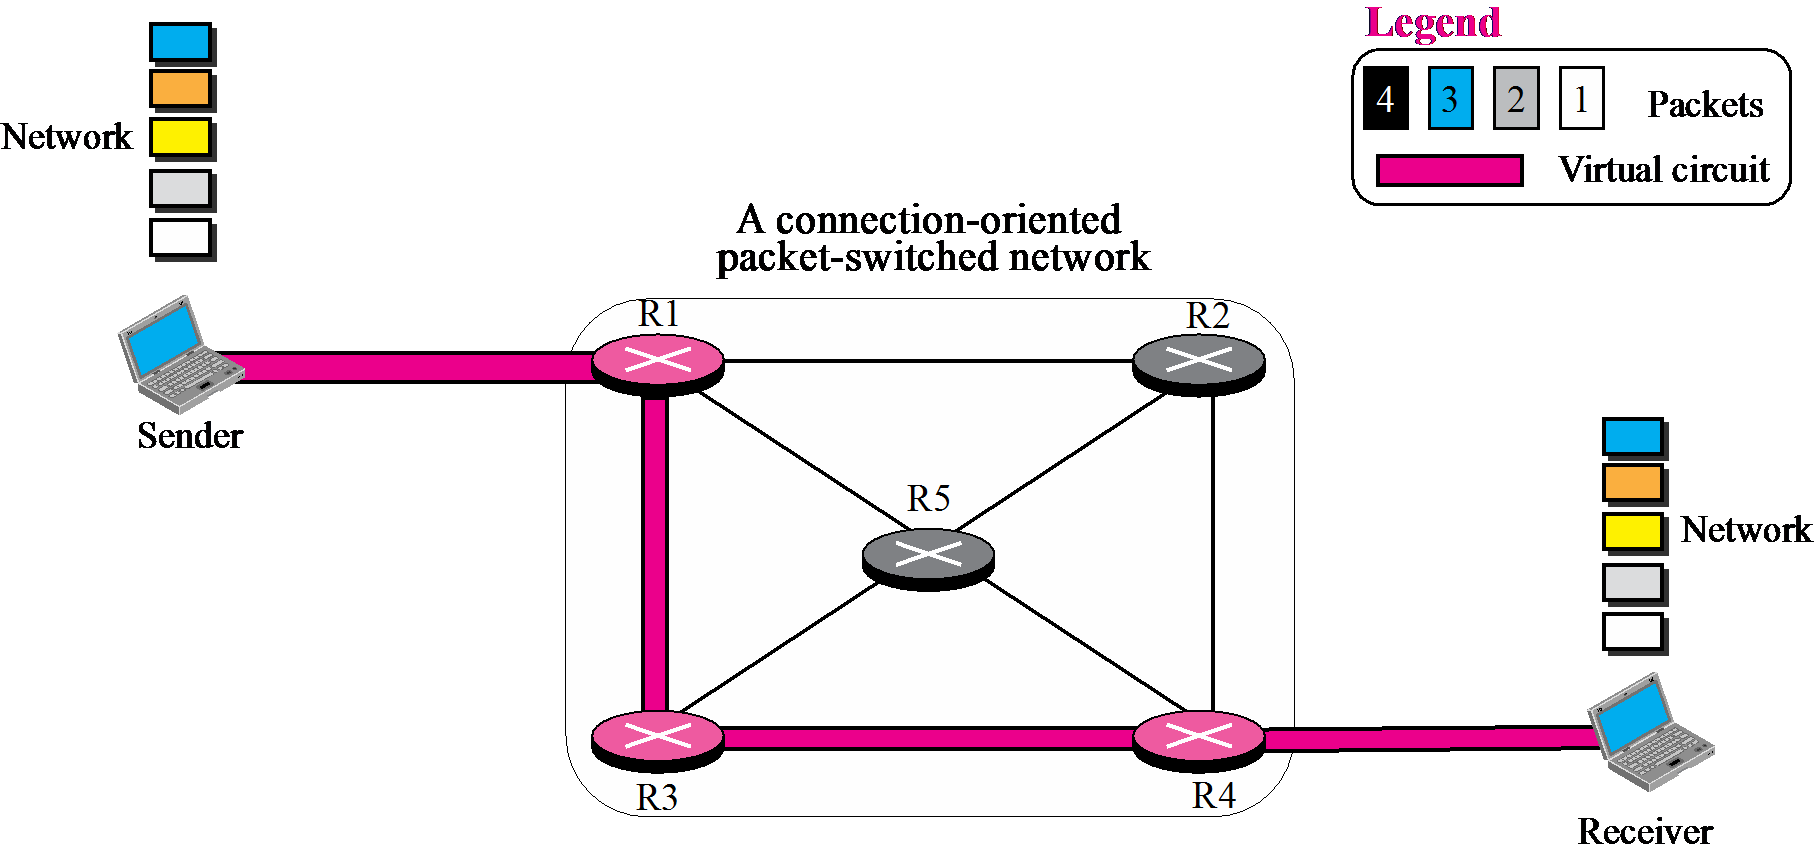 Legend
4 3 2 1 Packets
Virtual circuit
Network
A connection-oriented
packet-switched network
R1
R2
Sender
R5
Network
R3
R4
Receiver